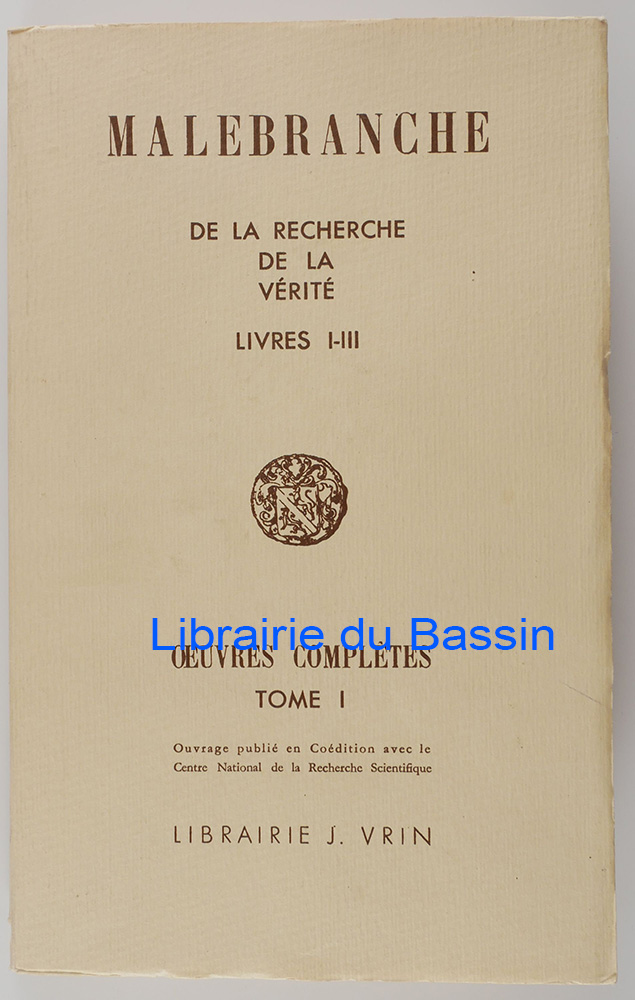 MALEBRANCHE
DE LA RECHERCHE
DE LA
VÉRITÉ
LIVRES I-III
Librairie du Bassin
ŒUVRES COMPLÈTES
TOME I
Ouvrage publié en Coédition avec le
Centre National de la Recherche Scientifique
LIBRAIRIE J. VRIN